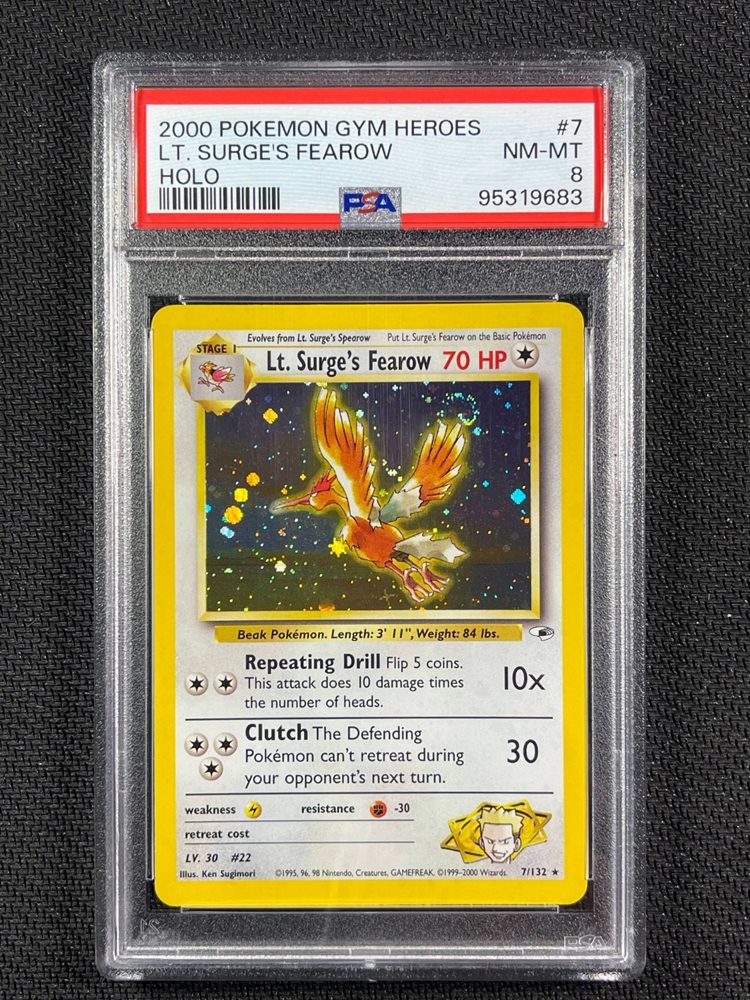 2000 POKEMON GYM HEROES #7
LT. SURGE'S FEAROW NM-MT
HOLO 8
PSA 95319683
Evolves from Lt. Surge's Spearow Put Lt. Surge's Fearow on the Basic Pokémon
STAGE 1
Lt. Surge's Fearow 70 HP
Beak Pokémon. Length: 3' 11", Weight: 84 lbs.
Repeating Drill Flip 5 coins.
This attack does 10 damage times 10x
the number of heads.
Clutch The Defending
Pokémon can't retreat during 30
your opponent's next turn.
weakness resistance -30
retreat cost
LV. 30 #22
Illus. Ken Sugimori ©1995, 96, 98 Nintendo, Creatures, GAMEFREAK. ©1999-2000 Wizards. 7/132 ★
PSA